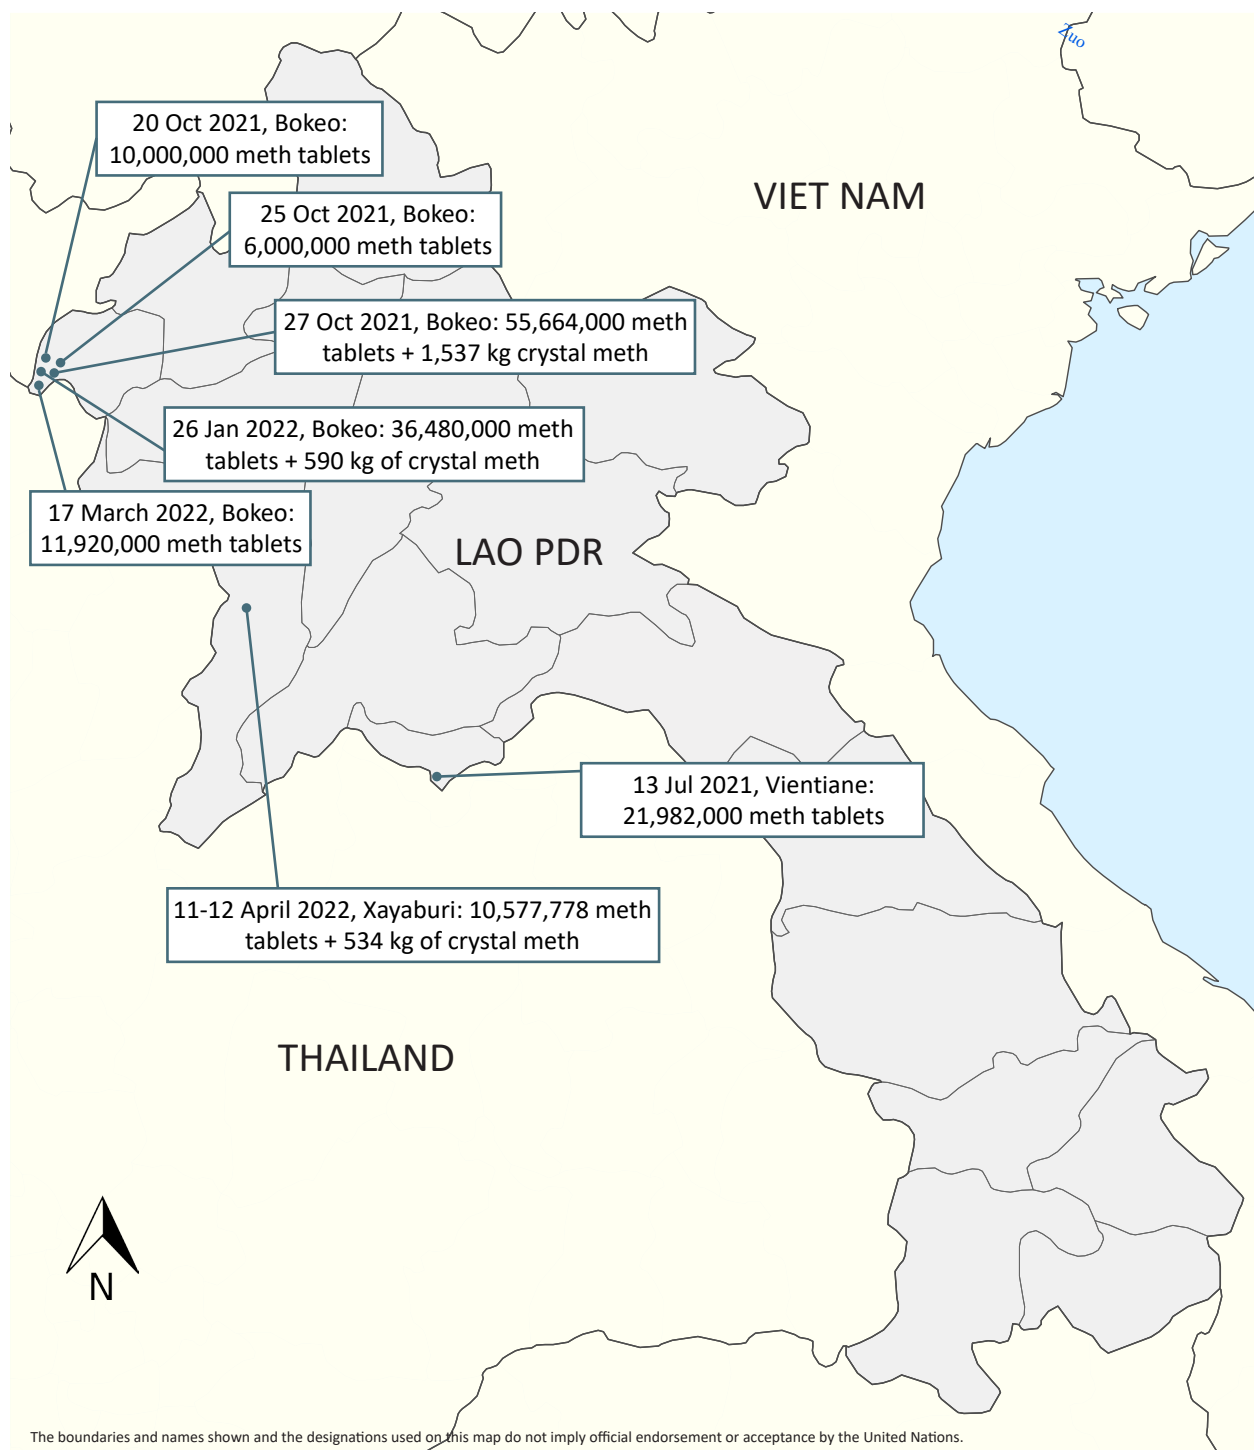 Zuo
20 Oct 2021, Bokeo:
10,000,000 meth tablets
VIET NAM
25 Oct 2021, Bokeo:
6,000,000 meth tablets
27 Oct 2021, Bokeo: 55,664,000 meth
tablets + 1,537 kg crystal meth
26 Jan 2022, Bokeo: 36,480,000 meth
tablets + 590 kg of crystal meth
17 March 2022, Bokeo:
11,920,000 meth tablets
LAO PDR
13 Jul 2021, Vientiane:
21,982,000 meth tablets
11-12 April 2022, Xayaburi: 10,577,778 meth
tablets + 534 kg of crystal meth
THAILAND
N
The boundaries and names shown and the designations used on this map do not imply official endorsement or acceptance by the United Nations.